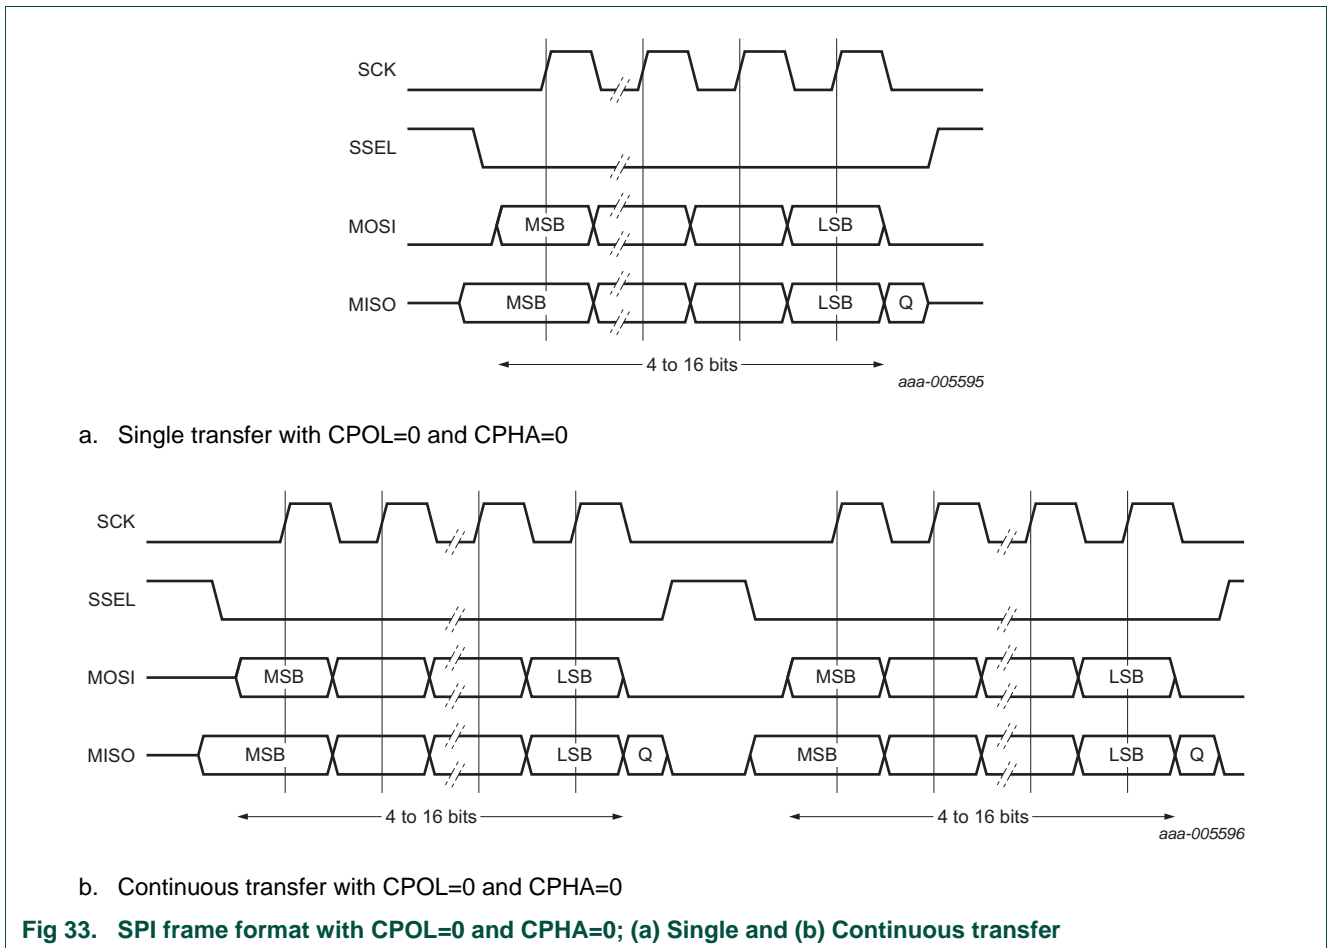 SCK
SSEL
MOSI MSB LSB
MISO MSB LSB Q
4 to 16 bits
aaa-005595
a. Single transfer with CPOL=0 and CPHA=0
SCK
SSEL
MOSI MSB LSB MSB LSB
MISO MSB LSB Q MSB LSB Q
4 to 16 bits 4 to 16 bits
aaa-005596
b. Continuous transfer with CPOL=0 and CPHA=0
Fig 33. SPI frame format with CPOL=0 and CPHA=0; (a) Single and (b) Continuous transfer